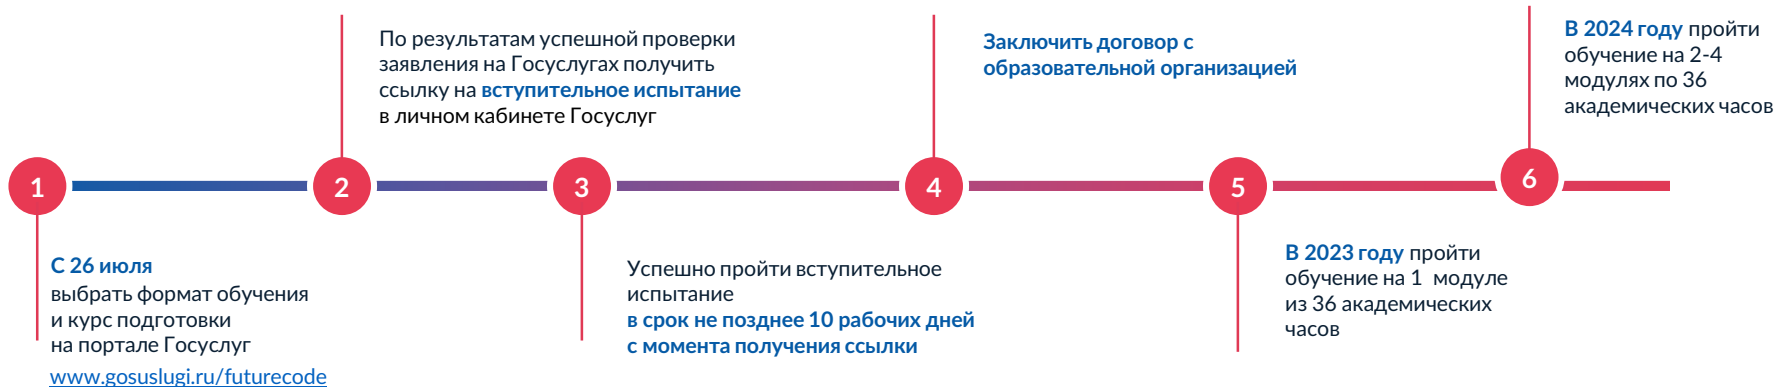 1
С 26 июля
выбрать формат обучения
и курс подготовки
на портале Госуслуг
www.gosuslugi.ru/futurecode
2
По результатам успешной проверки
заявления на Госуслугах получить
ссылку на вступительное испытание
в личном кабинете Госуслуг
3
Успешно пройти вступительное
испытание
в срок не позднее 10 рабочих дней
с момента получения ссылки
4
Заключить договор с
образовательной организацией
5
В 2023 году пройти
обучение на 1 модуле
из 36 академических
часов
6
В 2024 году пройти
обучение на 2-4
модулях по 36
академических часов